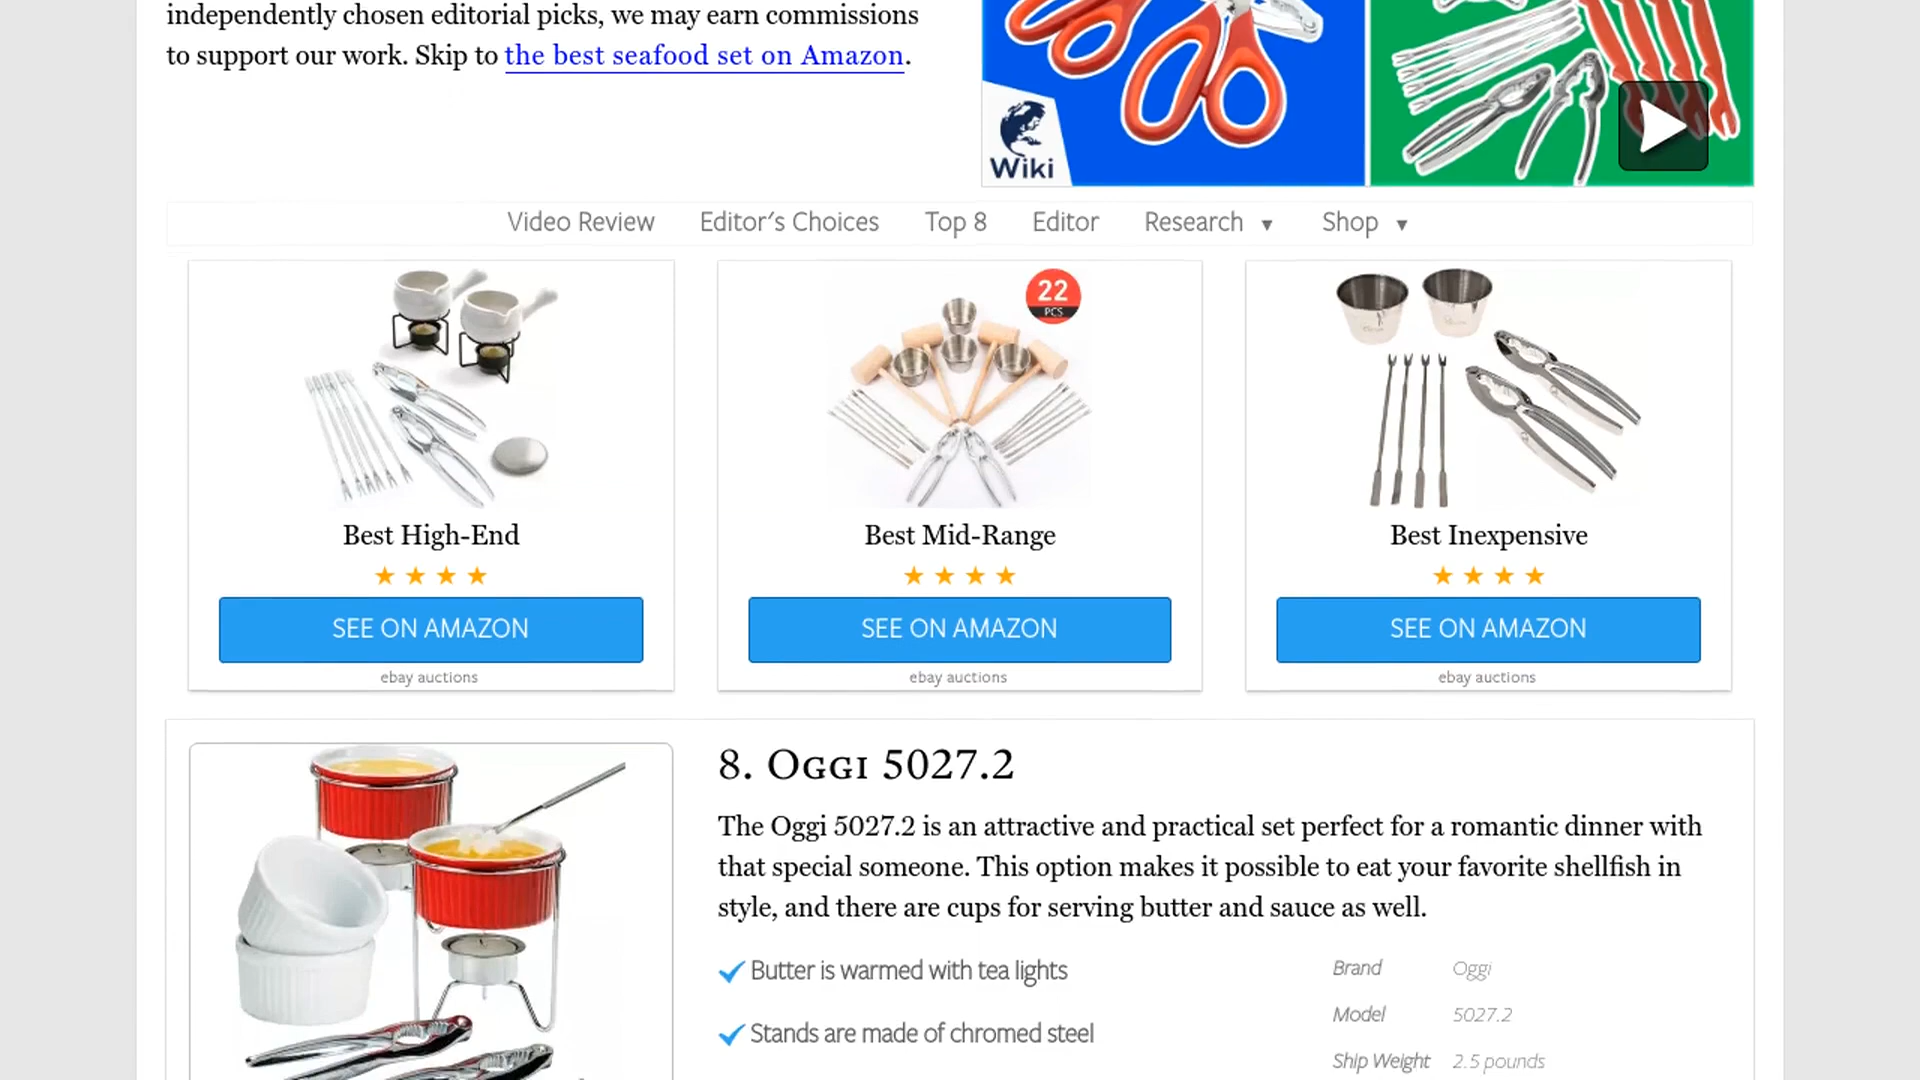 independently chosen editorial picks, we may earn commissions
to support our work. Skip to the best seafood set on Amazon.
Wiki
Video Review Editor's Choices Top 8 Editor Research ▼ Shop ▼
22
PCS
Best High-End
★ ★ ★ ★
SEE ON AMAZON
ebay auctions
Best Mid-Range
★ ★ ★ ★
SEE ON AMAZON
ebay auctions
Best Inexpensive
★ ★ ★ ★
SEE ON AMAZON
ebay auctions
8. Oggi 5027.2
The Oggi 5027.2 is an attractive and practical set perfect for a romantic dinner with
that special someone. This option makes it possible to eat your favorite shellfish in
style, and there are cups for serving butter and sauce as well.
Butter is warmed with tea lights
Stands are made of chromed steel
Brand Oggi
Model 5027.2
Ship Weight 2.5 pounds